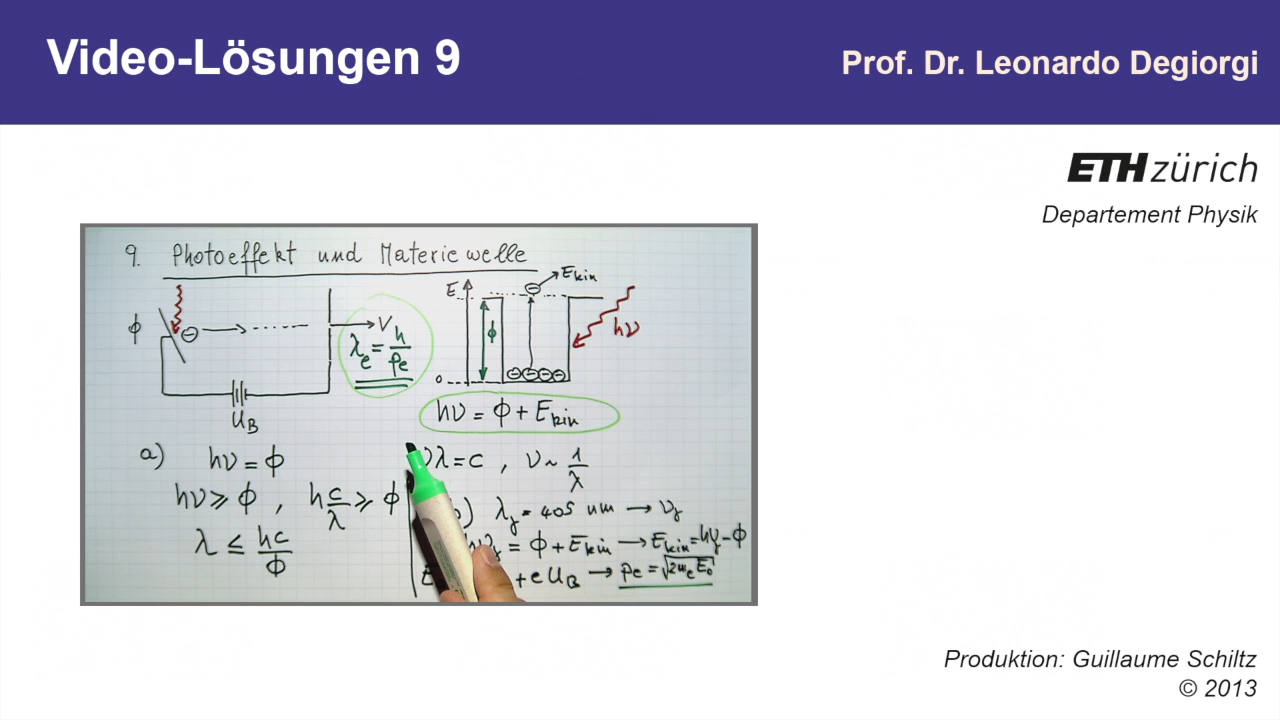 Video-Lösungen 9
Prof. Dr. Leonardo Degiorgi
ETH zürich
Departement Physik
9. Photoeffekt und Materiewelle
E
Ekin
ϕ
V
ϕ
hν
λe = h/pe
0
UB
hν = ϕ + Ekin
a) hν = ϕ
νλ = c , ν ~ 1/λ
hν ⩾ ϕ , h c/λ ⩾ ϕ
λγ = 405 nm → νγ
λ ≤ hc/ϕ
= ϕ + Ekin → Ekin = hνγ - ϕ
+ e UB → pe = √2meE0
Produktion: Guillaume Schiltz
© 2013